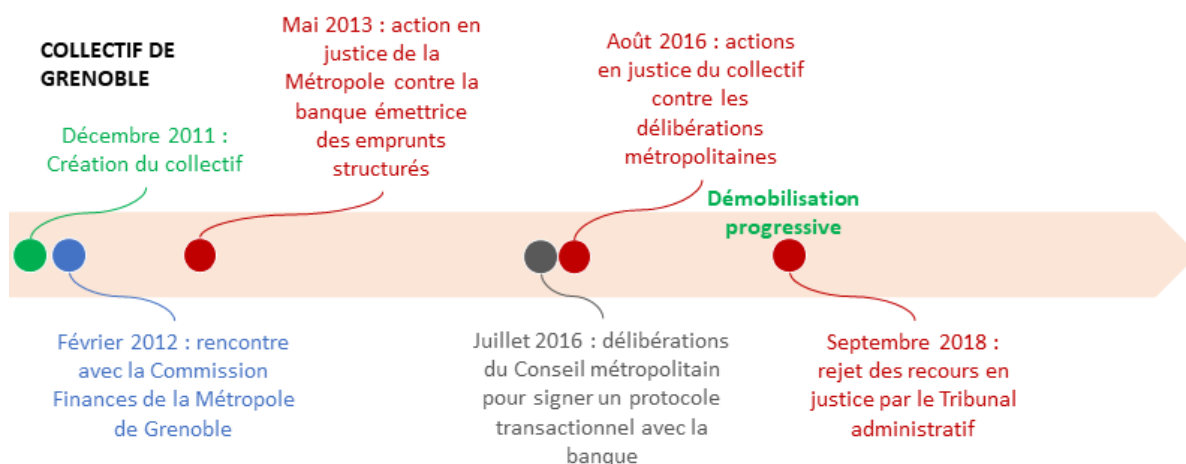 COLLECTIF DE
GRENOBLE
Décembre 2011 :
Création du collectif
Mai 2013 : action en
justice de la
Métropole contre la
banque émettrice
des emprunts
structurés
Août 2016 : actions
en justice du collectif
contre les
délibérations
métropolitaines
Démobilisation
progressive
Février 2012 : rencontre
avec la Commission
Finances de la Métropole
de Grenoble
Juillet 2016 : délibérations
du Conseil métropolitain
pour signer un protocole
transactionnel avec la
banque
Septembre 2018 :
rejet des recours en
justice par le Tribunal
administratif